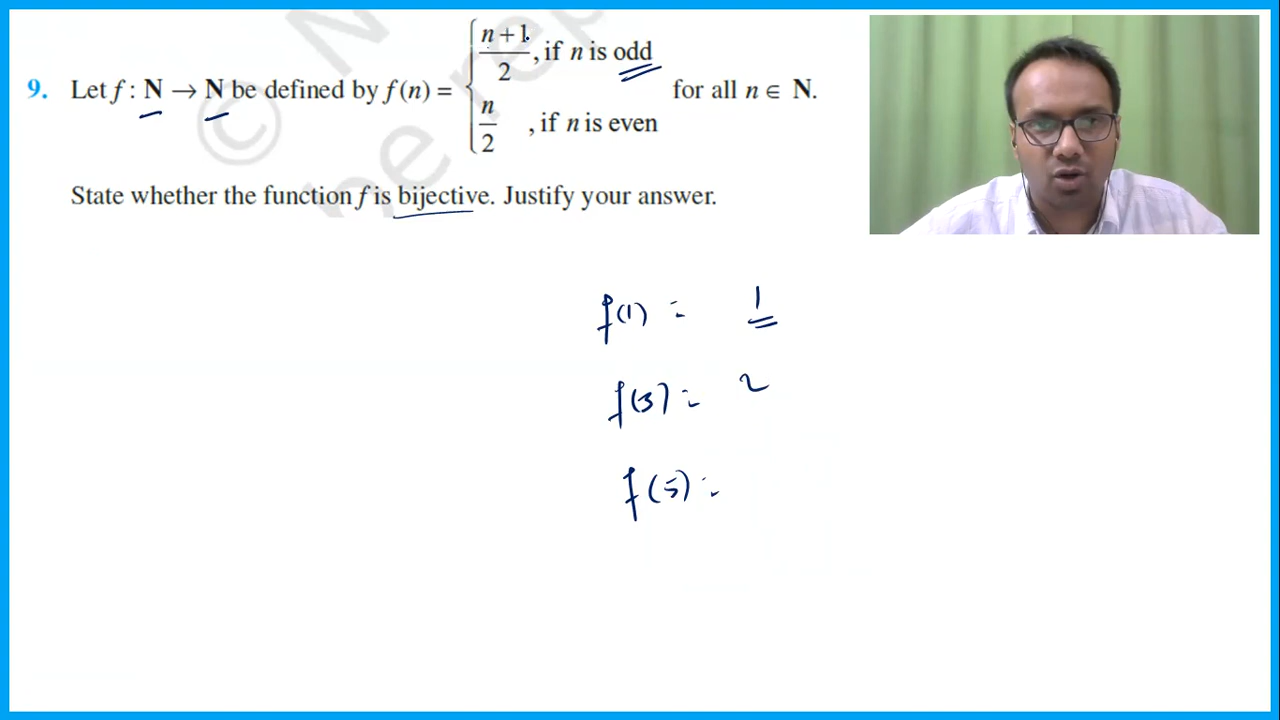 9. Let f : N → N be defined by f(n) = { (n+1)/2, if n is odd
n/2 , if n is even
for all n ∈ N.
State whether the function f is bijective. Justify your answer.
f(1) = 1
f(3) = 2
f(5) =